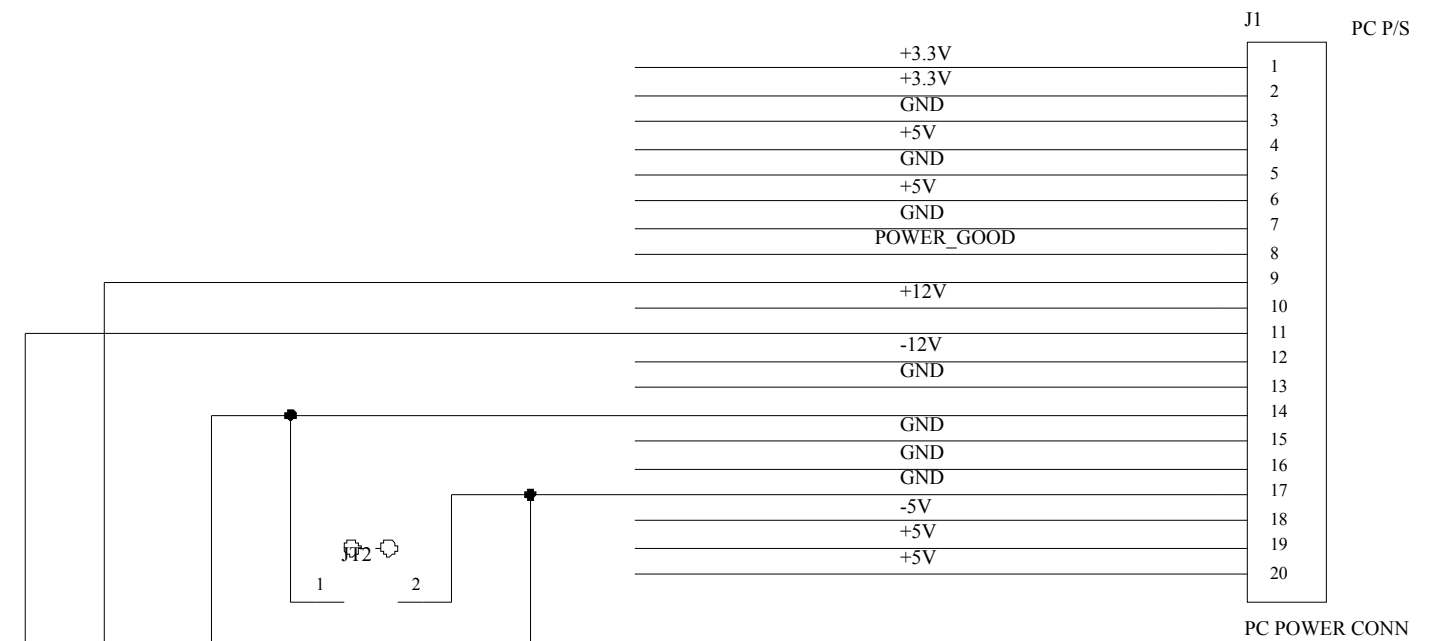 J1
PC P/S
+3.3V
1
+3.3V
2
GND
3
+5V
4
GND
5
+5V
6
GND
7
POWER_GOOD
8
9
+12V
10
11
-12V
12
GND
13
14
GND
15
GND
16
GND
17
-5V
18
+5V
19
+5V
20
JT2
1 2
PC POWER CONN